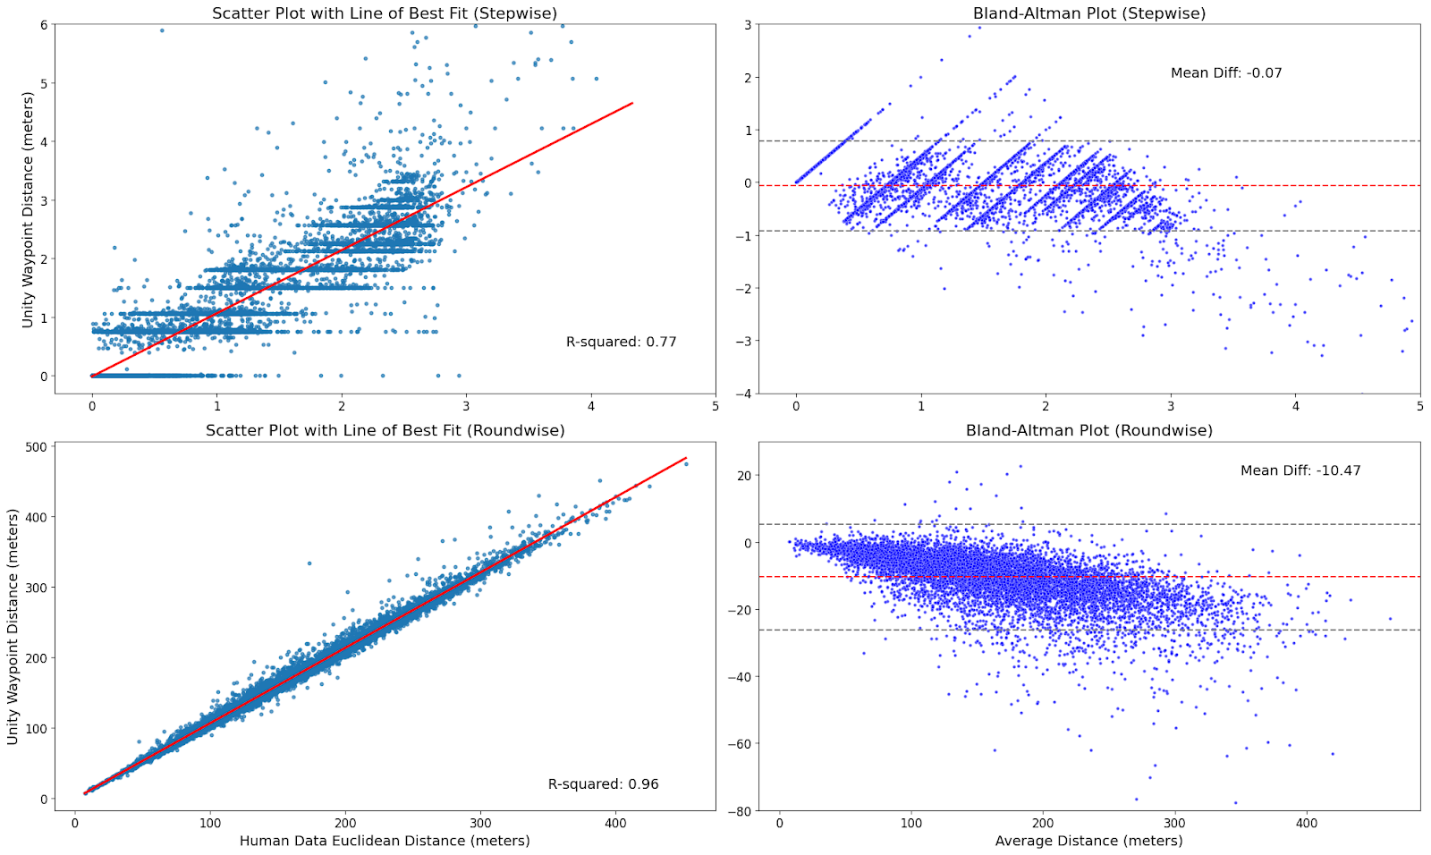 Scatter Plot with Line of Best Fit (Stepwise)
Unity Waypoint Distance (meters)
6
5
4
3
2
1
0
R-squared: 0.77
0 1 2 3 4 5
Bland-Altman Plot (Stepwise)
3
2
1
0
−1
−2
−3
−4
Mean Diff: -0.07
0 1 2 3 4 5
Scatter Plot with Line of Best Fit (Roundwise)
Unity Waypoint Distance (meters)
500
400
300
200
100
0
R-squared: 0.96
0 100 200 300 400
Human Data Euclidean Distance (meters)
Bland-Altman Plot (Roundwise)
20
0
−20
−40
−60
−80
Mean Diff: -10.47
0 100 200 300 400
Average Distance (meters)